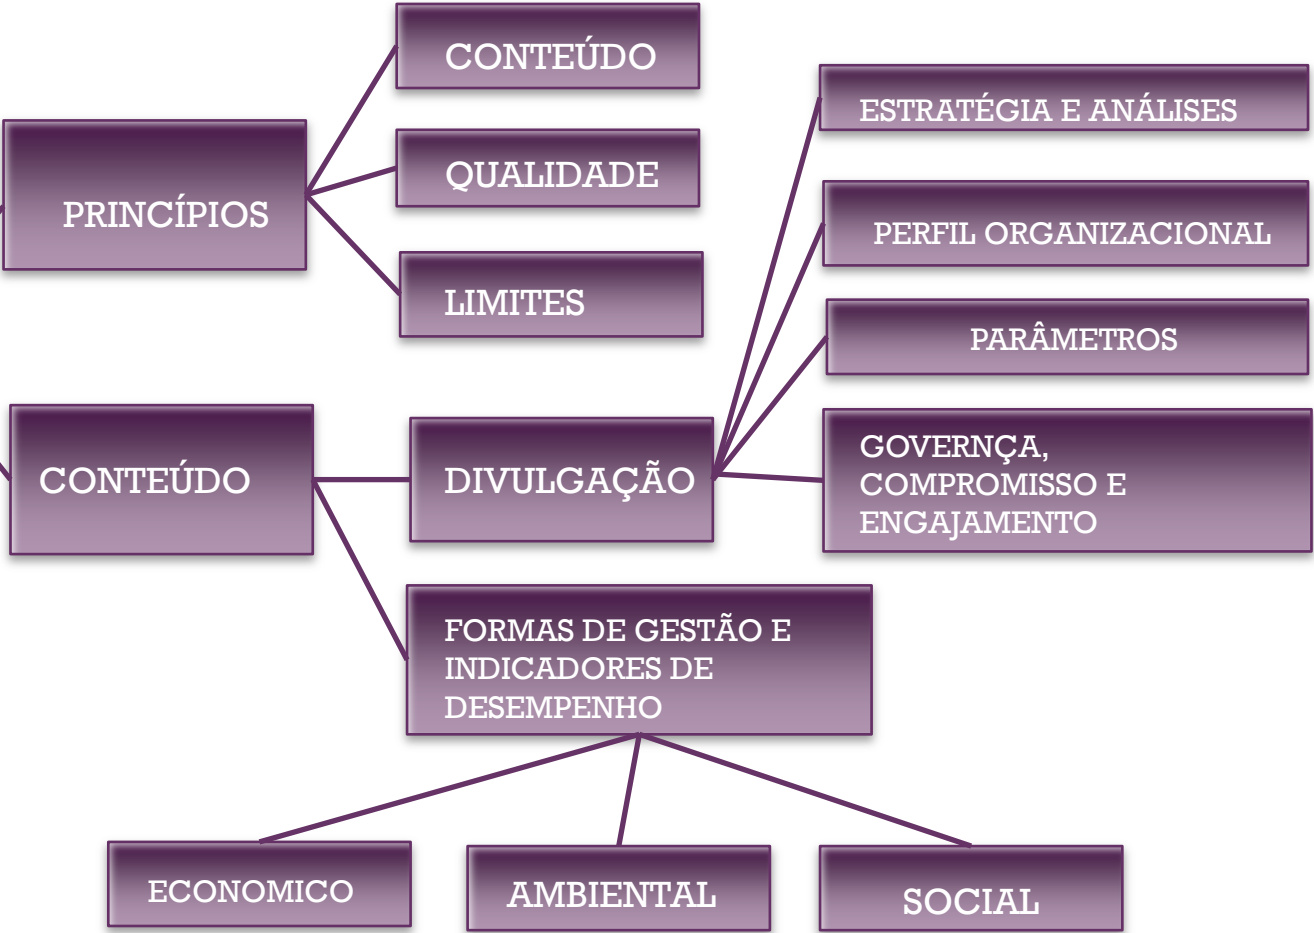 PRINCÍPIOS
CONTEÚDO
QUALIDADE
LIMITES
CONTEÚDO
DIVULGAÇÃO
ESTRATÉGIA E ANÁLISES
PERFIL ORGANIZACIONAL
PARÂMETROS
GOVERNÇA,
COMPROMISSO E
ENGAJAMENTO
FORMAS DE GESTÃO E
INDICADORES DE
DESEMPENHO
ECONOMICO
AMBIENTAL
SOCIAL